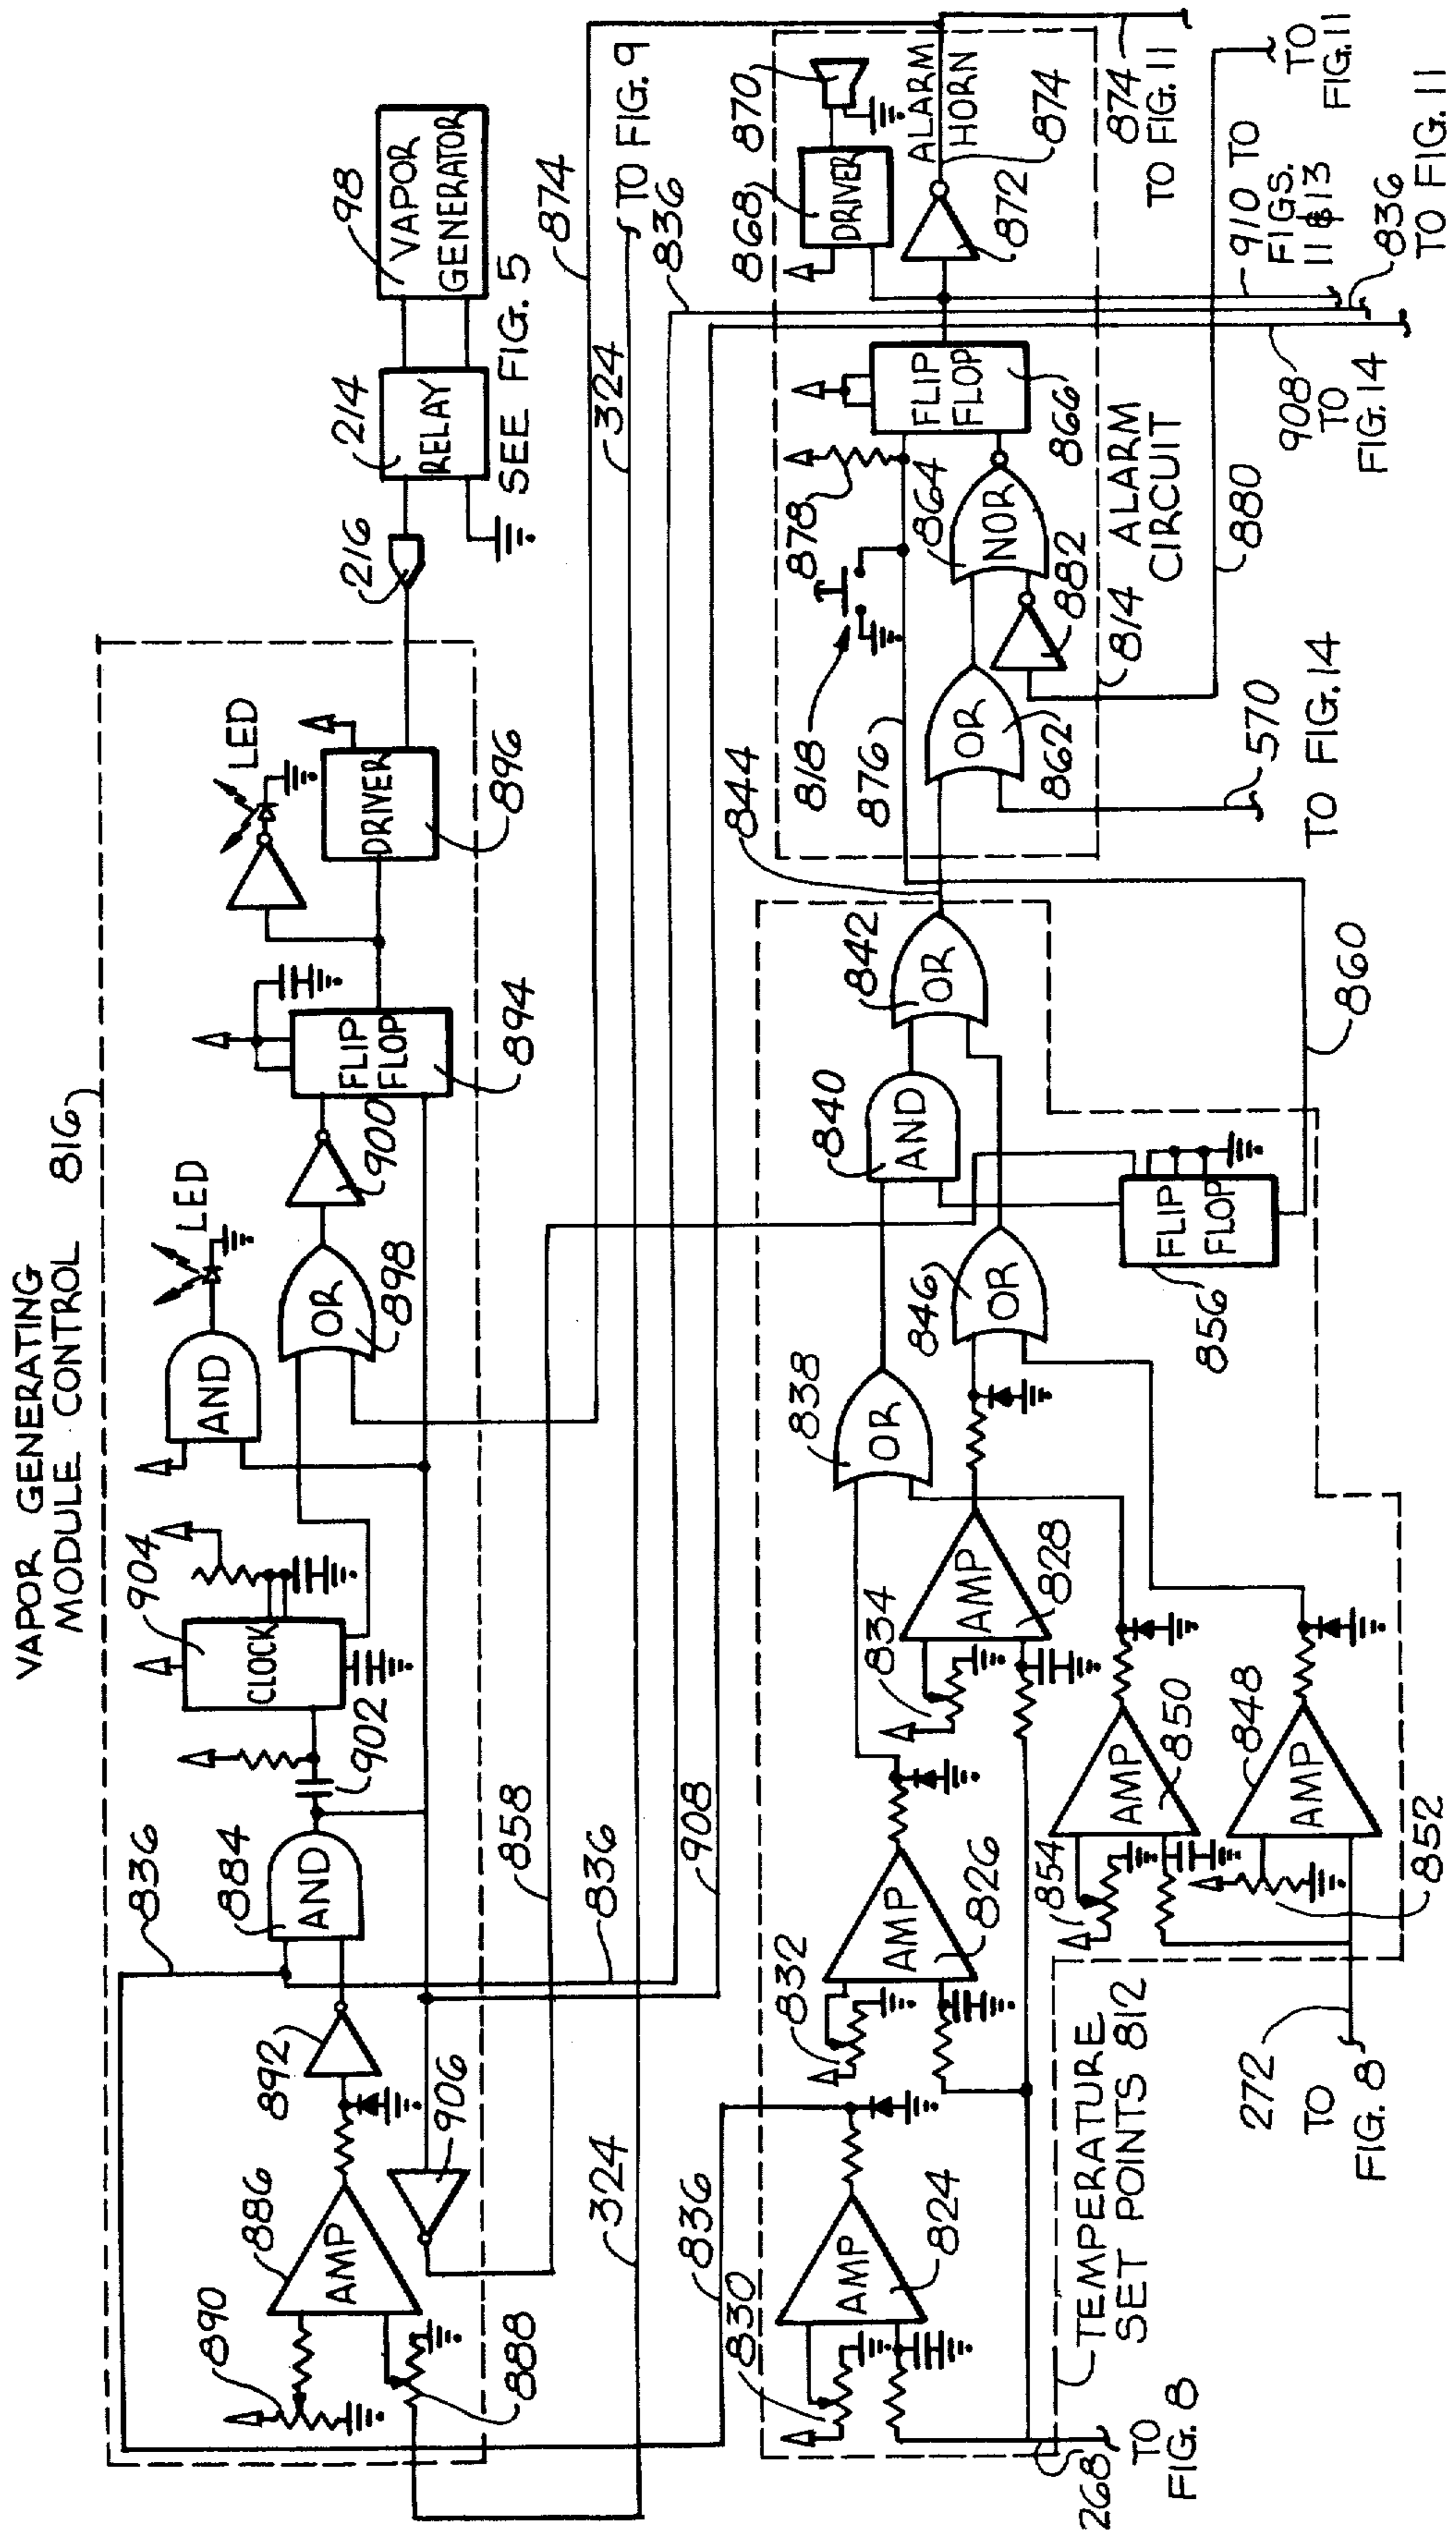 VAPOR GENERATING
MODULE CONTROL 816
836
884
AND
902
904
CLOCK
AND
LED
OR
898
900
FLIP
FLOP
894
LED
DRIVER
896
216
214
RELAY
98
VAPOR
GENERATOR
SEE FIG. 5
890
886
AMP
888
892
906
324
836
858
908
836
324
TO FIG. 9
836
874
830
AMP
824
832
AMP
826
834
AMP
828
838
OR
846
OR
840
AND
842
OR
844
854
AMP
850
AMP
848
852
856
FLIP
FLOP
860
TEMPERATURE
SET POINTS 812
268
TO
FIG. 8
272
TO
FIG. 8
876
818
878
OR
862
864
NOR
882
FLIP
FLOP
866
868
DRIVER
870
ALARM
HORN
872
874
874
TO FIG. 11
814
ALARM
CIRCUIT
570
TO FIG. 14
880
908
TO
FIG. 14
910 TO
FIGS.
11 & 13
836
TO FIG. 11
TO
FIG. 11